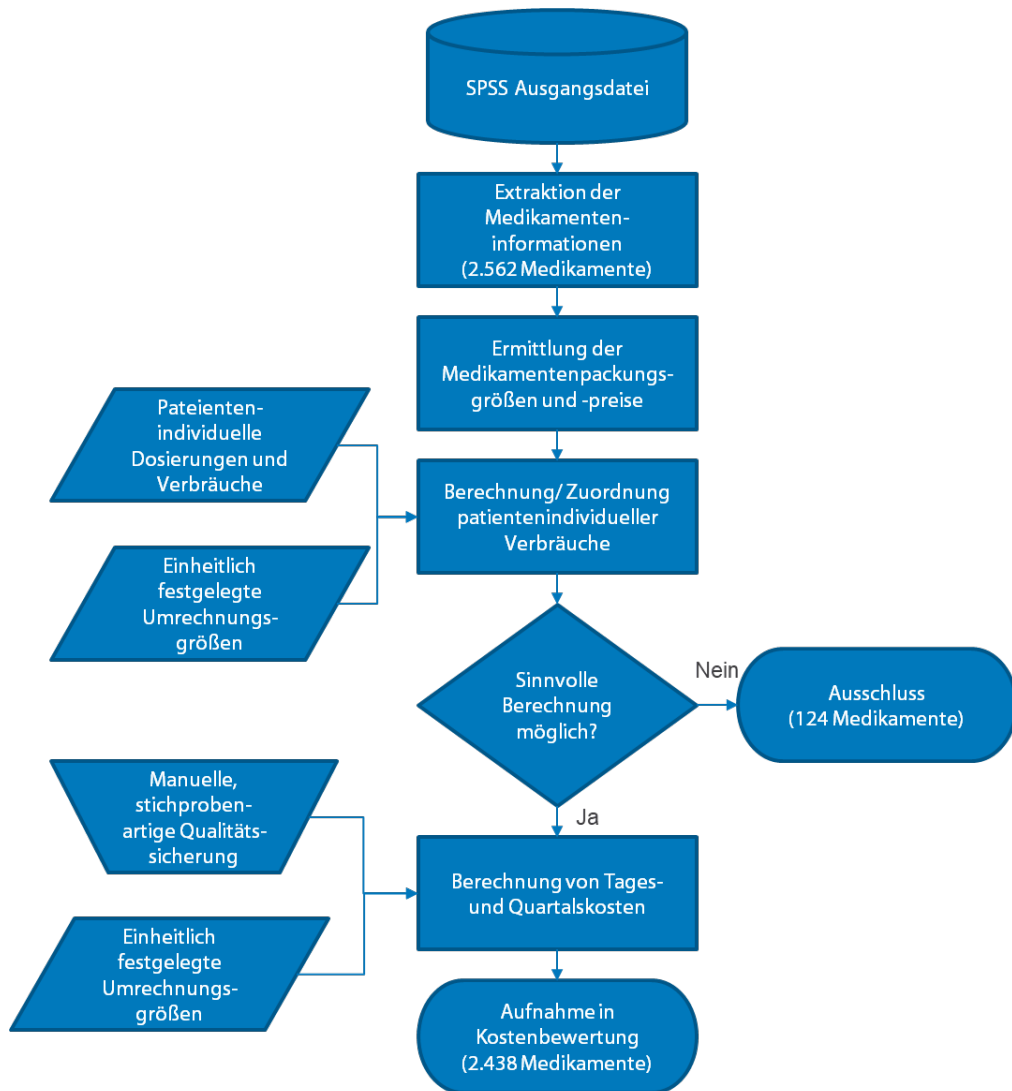 SPSS Ausgangsdatei
Extraktion der
Medikamenten-
informationen
(2.562 Medikamente)
Ermittlung der
Medikamentenpackungs-
größen und -preise
Pateienten-
individuelle
Dosierungen und
Verbräuche
Berechnung/ Zuordnung
patientenindividueller
Verbräuche
Einheitlich
festgelegte
Umrechnungs-
größen
Sinnvolle
Berechnung
möglich?
Nein
Ausschluss
(124 Medikamente)
Ja
Manuelle,
stichproben-
artige Qualitäts-
sicherung
Berechnung von Tages-
und Quartalskosten
Einheitlich
festgelegte
Umrechnungs-
größen
Aufnahme in
Kostenbewertung
(2.438 Medikamente)